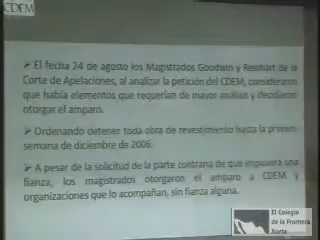 CDEM
➢ El fecha 24 de agosto los Magistrados Goodwin y Reinhart de la
Corte de Apelaciones, al analizar la petición del CDEM, consideraron
que había elementos que requerían de mayor análisis y decidieron
otorgar el amparo.
➢ Ordenando detener toda obra de revestimiento hasta la primera
semana de diciembre de 2006.
➢ A pesar de la solicitud de la parte contraria de que impusiera una
fianza, los magistrados otorgaron el amparo a CDEM y
organizaciones que lo acompañan, sin fianza alguna.
El Colegio
de la Frontera
Norte